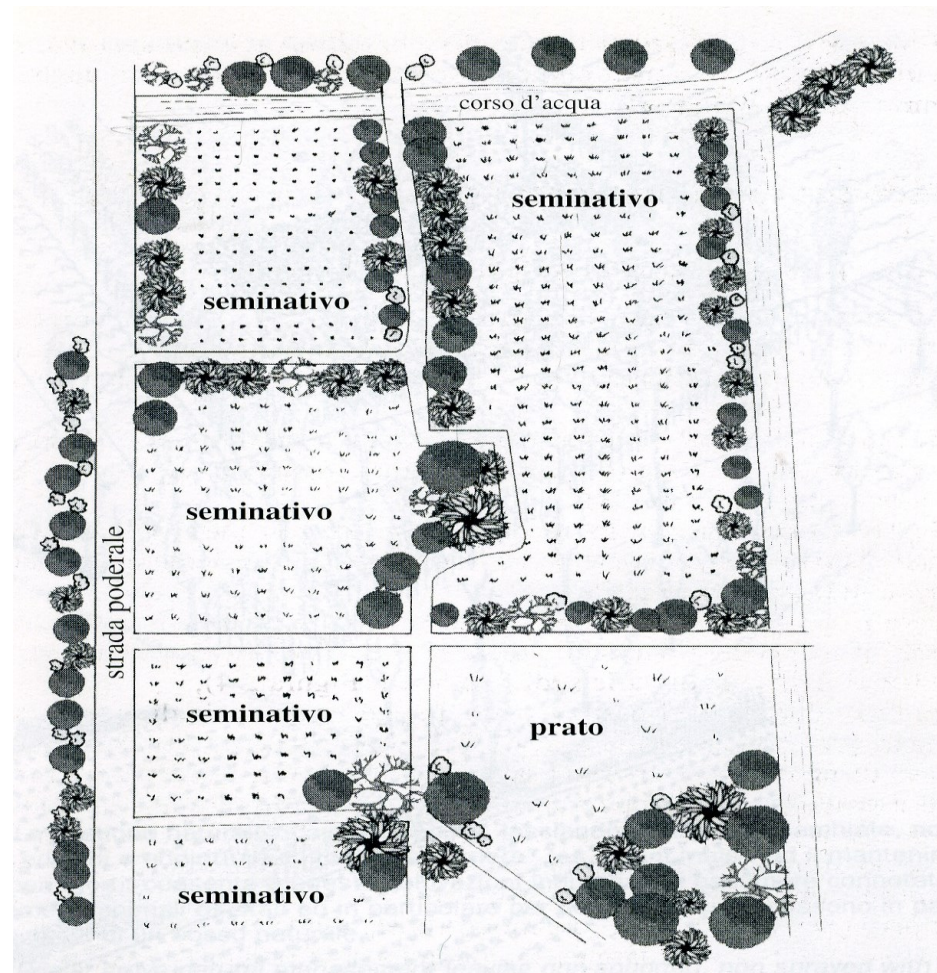 corso d'acqua
seminativo
seminativo
seminativo
strada poderale
seminativo
prato
seminativo